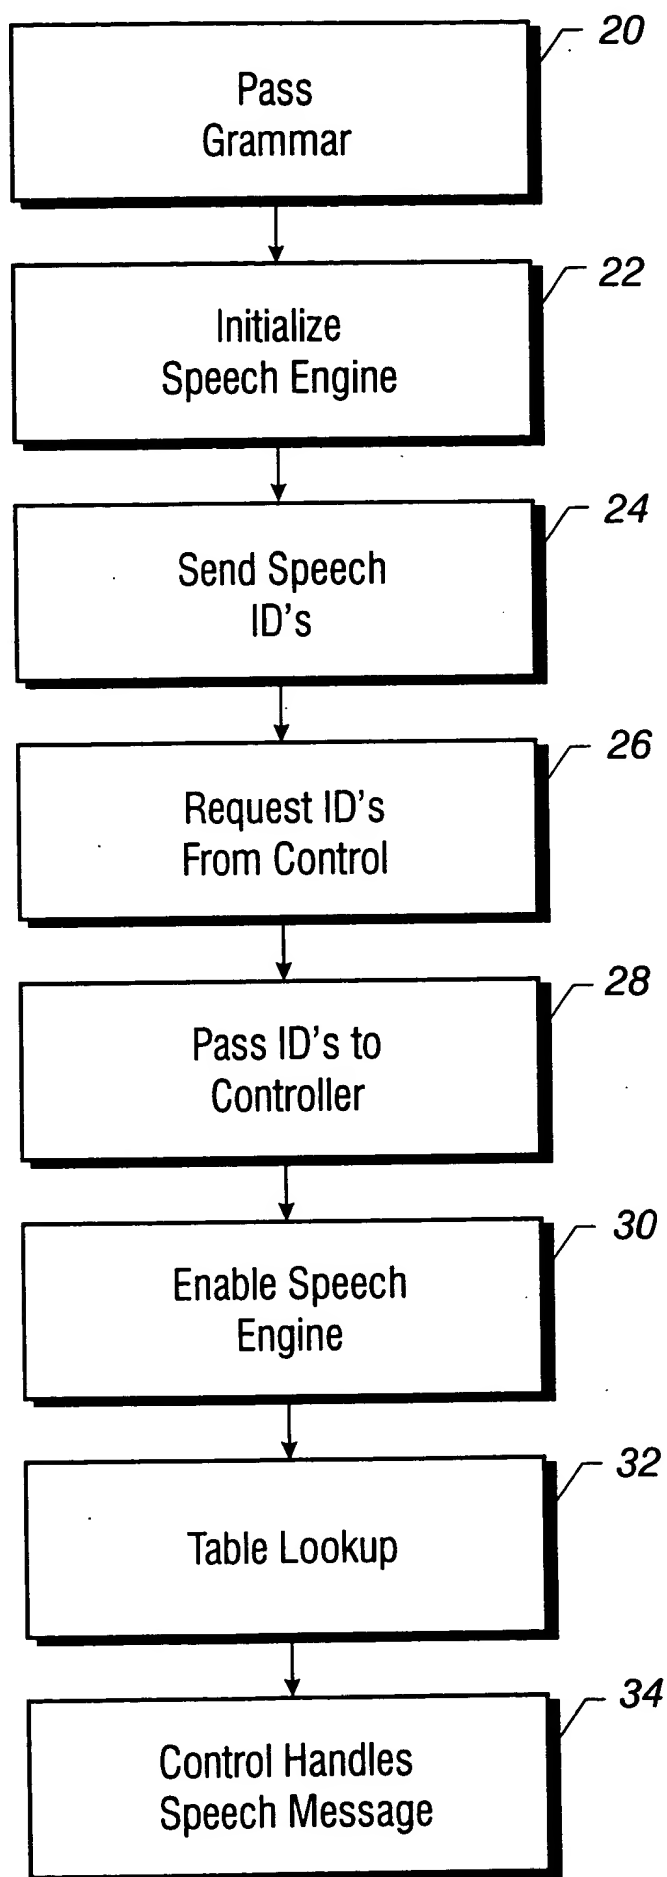 20
Pass
Grammar
22
Initialize
Speech Engine
24
Send Speech
ID's
26
Request ID's
From Control
28
Pass ID's to
Controller
30
Enable Speech
Engine
32
Table Lookup
34
Control Handles
Speech Message